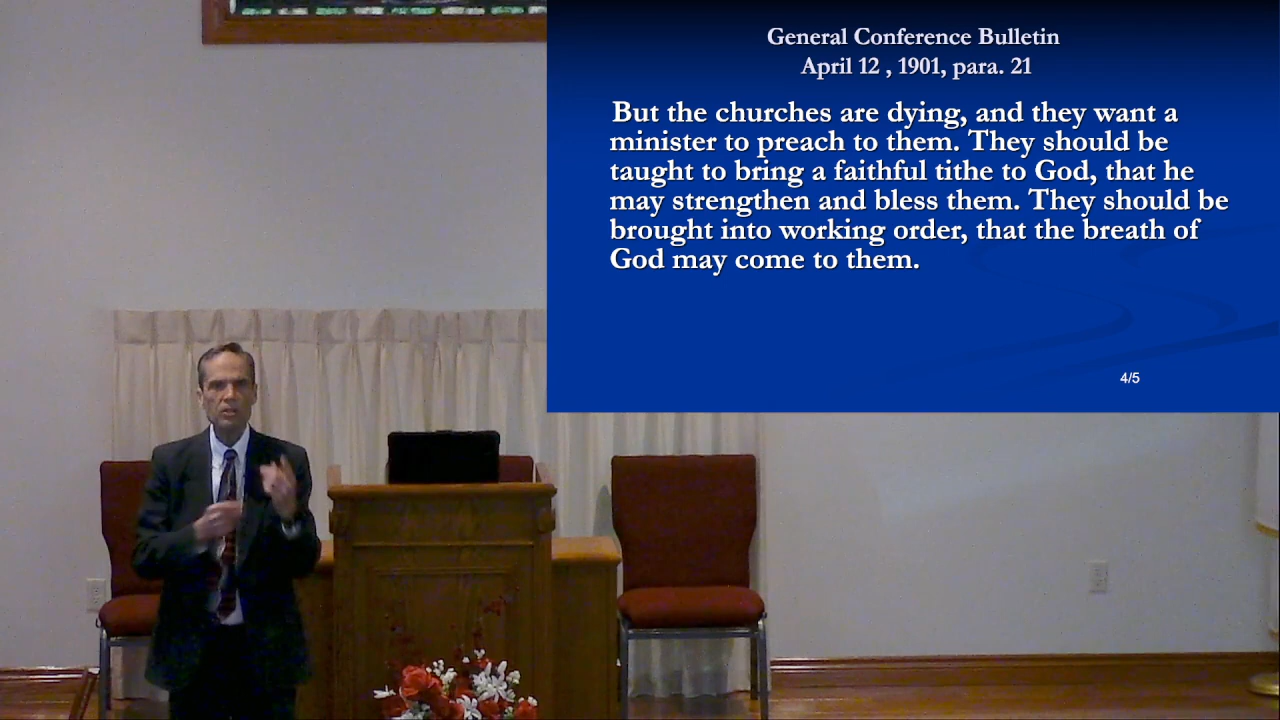 General Conference Bulletin
April 12 , 1901, para. 21
But the churches are dying, and they want a
minister to preach to them. They should be
taught to bring a faithful tithe to God, that he
may strengthen and bless them. They should be
brought into working order, that the breath of
God may come to them.
4/5